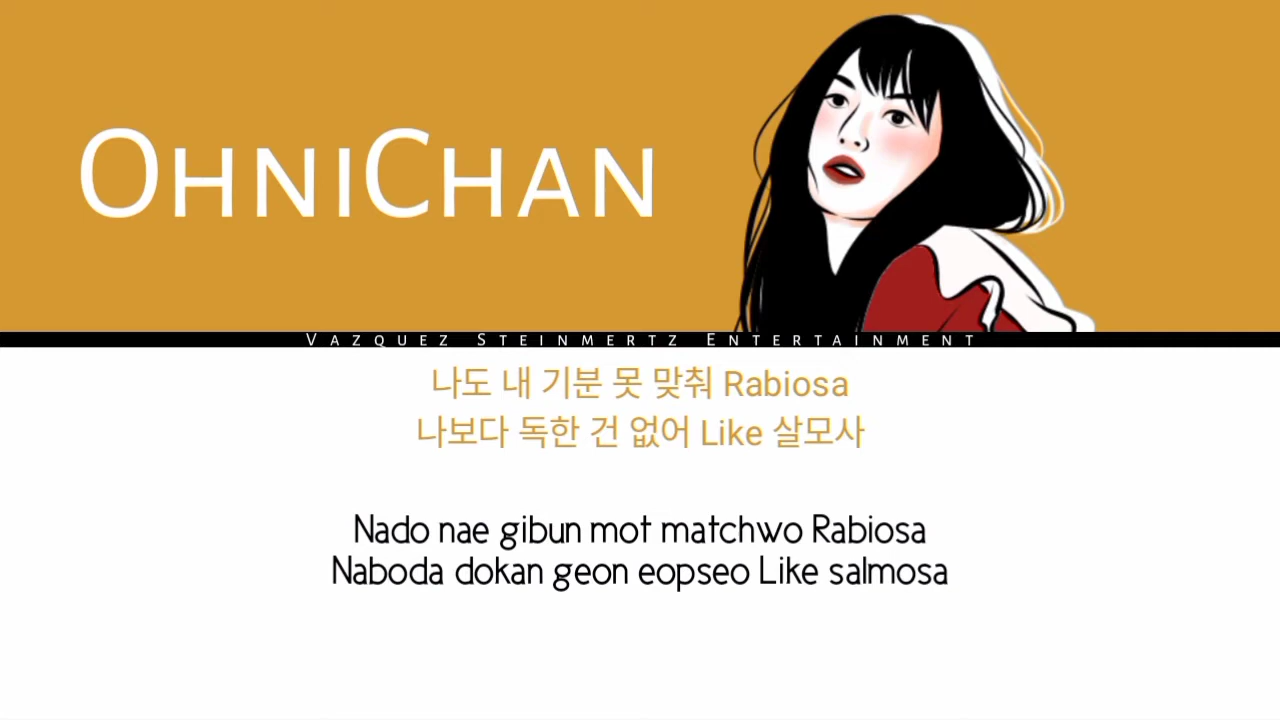 OHNICHAN
VAZQUEZ STEINMERTZ ENTERTAINMENT
나도 내 기분 못 맞춰 Rabiosa
나보다 독한 건 없어 Like 살모사
Nado nae gibun mot matchwo Rabiosa
Naboda dokan geon eopseo Like salmosa